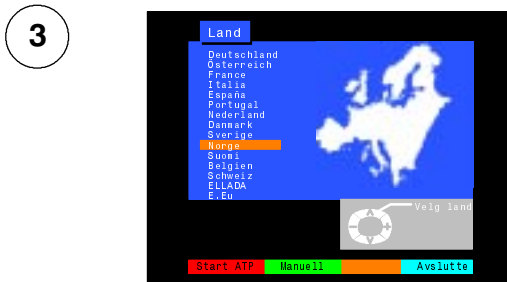 3
Land
Deutschland
Österreich
France
Italia
España
Portugal
Nederland
Danmark
Sverige
Norge
Suomi
Belgien
Schweiz
ELLADA
E.Eu
Velg land
Start ATP Manuell Avslutte